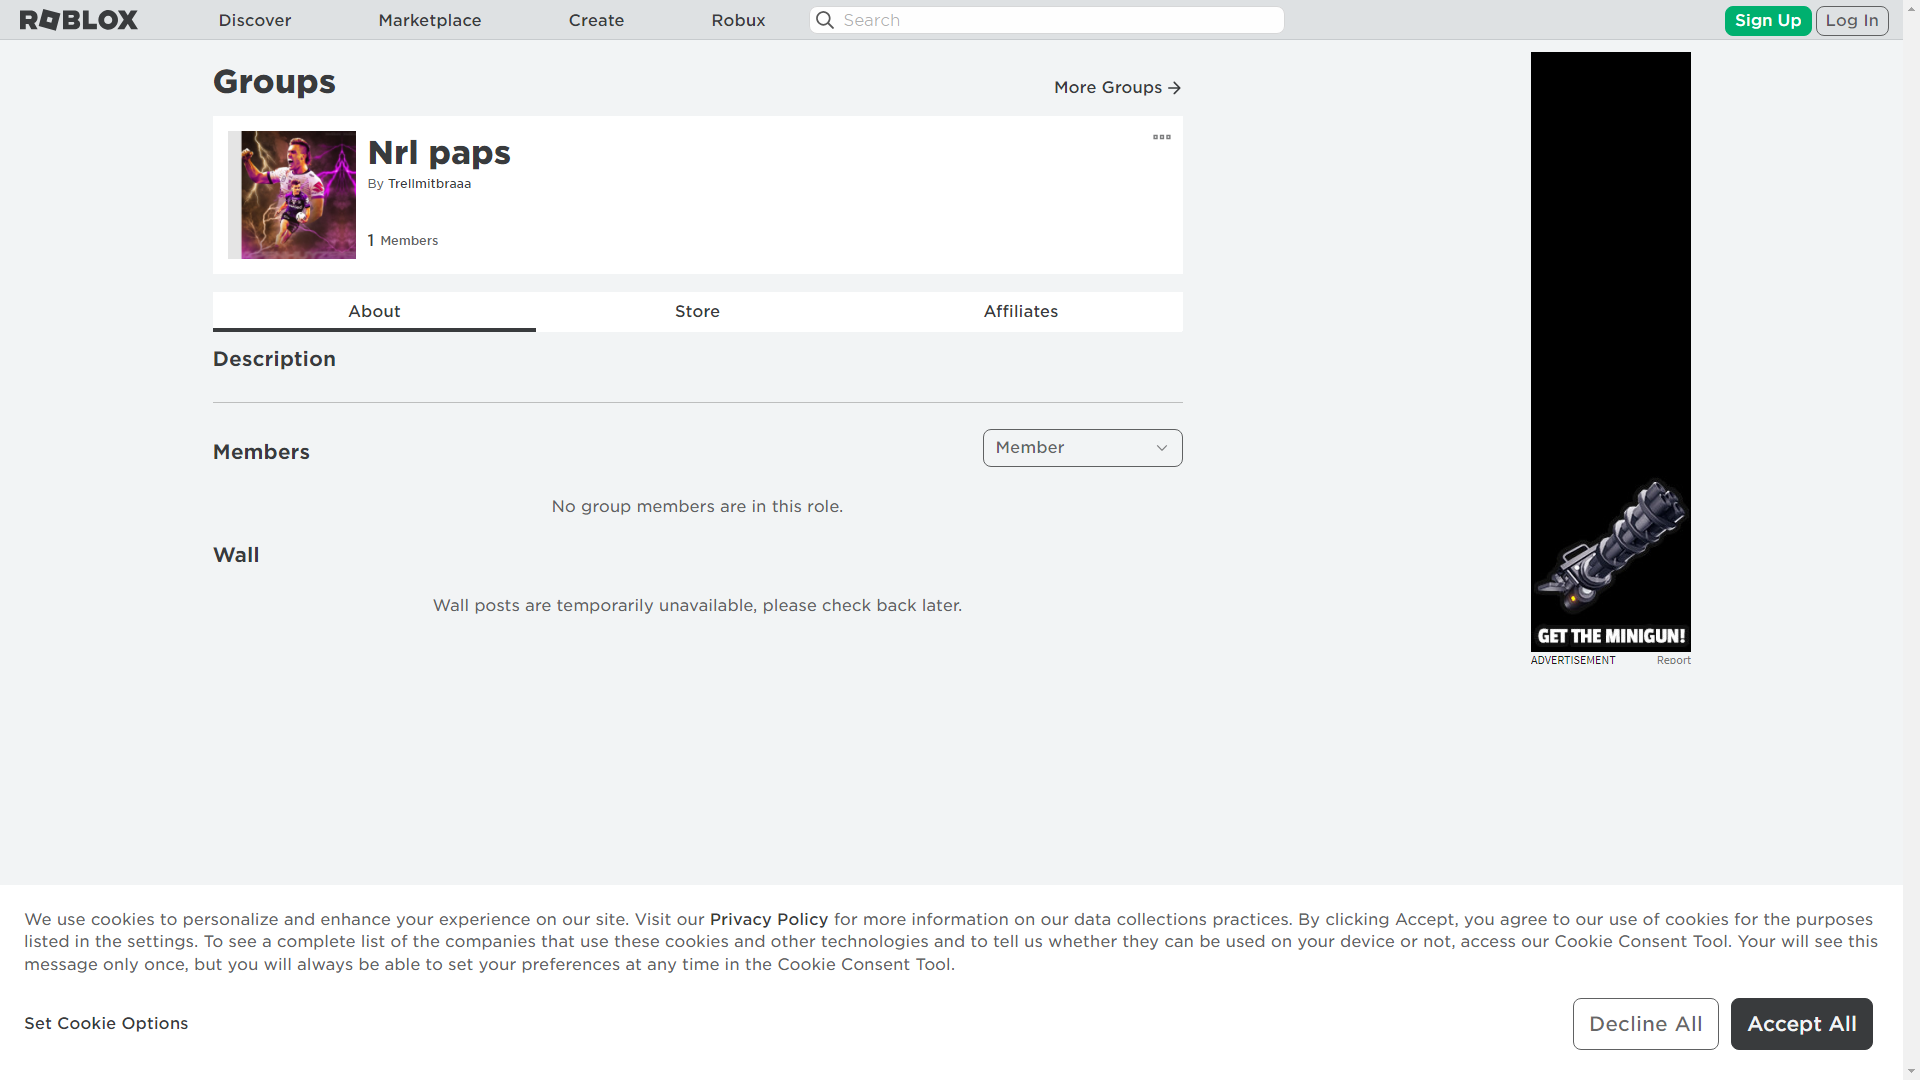 ROBLOX
Discover
Marketplace
Create
Robux
Search
Sign Up
Log In
Groups
More Groups
Nrl paps
By Trellmitbraaa
1 Members
About
Store
Affiliates
Description
Members
Member
No group members are in this role.
Wall
Wall posts are temporarily unavailable, please check back later.
GET THE MINIGUN!
ADVERTISEMENT
Report
We use cookies to personalize and enhance your experience on our site. Visit our Privacy Policy for more information on our data collections practices. By clicking Accept, you agree to our use of cookies for the purposes
listed in the settings. To see a complete list of the companies that use these cookies and other technologies and to tell us whether they can be used on your device or not, access our Cookie Consent Tool. Your will see this
message only once, but you will always be able to set your preferences at any time in the Cookie Consent Tool.
Set Cookie Options
Decline All
Accept All